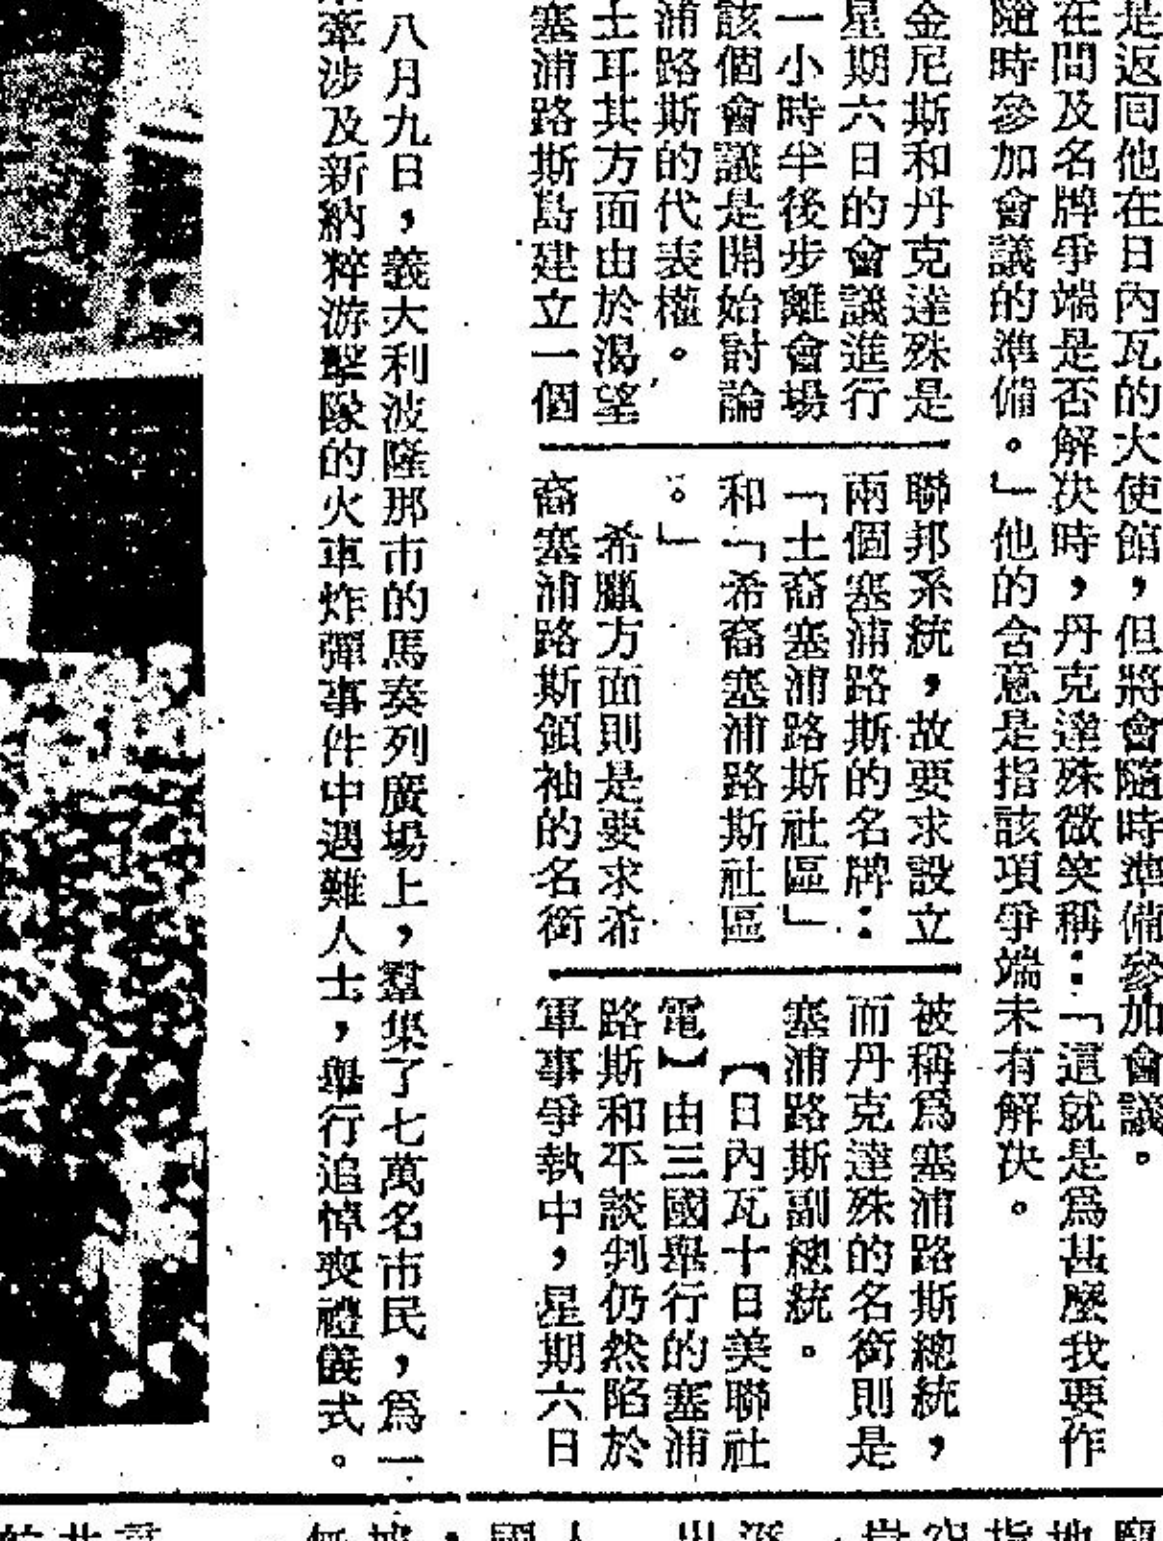 是返囘他在日內瓦的大使館，但將會隨時準備參加會議。
在問及名牌爭端是否解決時，丹克達殊微笑稱：「這就是爲甚麼我要作
隨時參加會議的準備。」他的含意是指該項爭端未有解決。
金尼斯和丹克達殊是
星期六日的會議進行
一小時半後步離會場
該個會議是開始討論
浦路斯的代表權。
土耳其方面由於渴望
塞浦路斯島建立一個
聯邦系統，故要求設立
兩個塞浦路斯的名牌：
「土裔塞浦路斯社區」
和「希裔塞浦路斯社區
。」
希臘方面則是要求希
裔塞浦路斯領袖的名銜
被稱爲塞浦路斯總統，
而丹克達殊的名銜則是
塞浦路斯副總統。
【日內瓦十日美聯社
電】由三國舉行的塞浦
路斯和平談判仍然陷於
軍事爭執中，星期六日
八月九日，義大利波隆那市的馬奏列廣場上，羣集了七萬名市民，爲一
牽涉及新納粹游擊隊的火車炸彈事件中遇難人士，舉行追悼喪禮儀式。